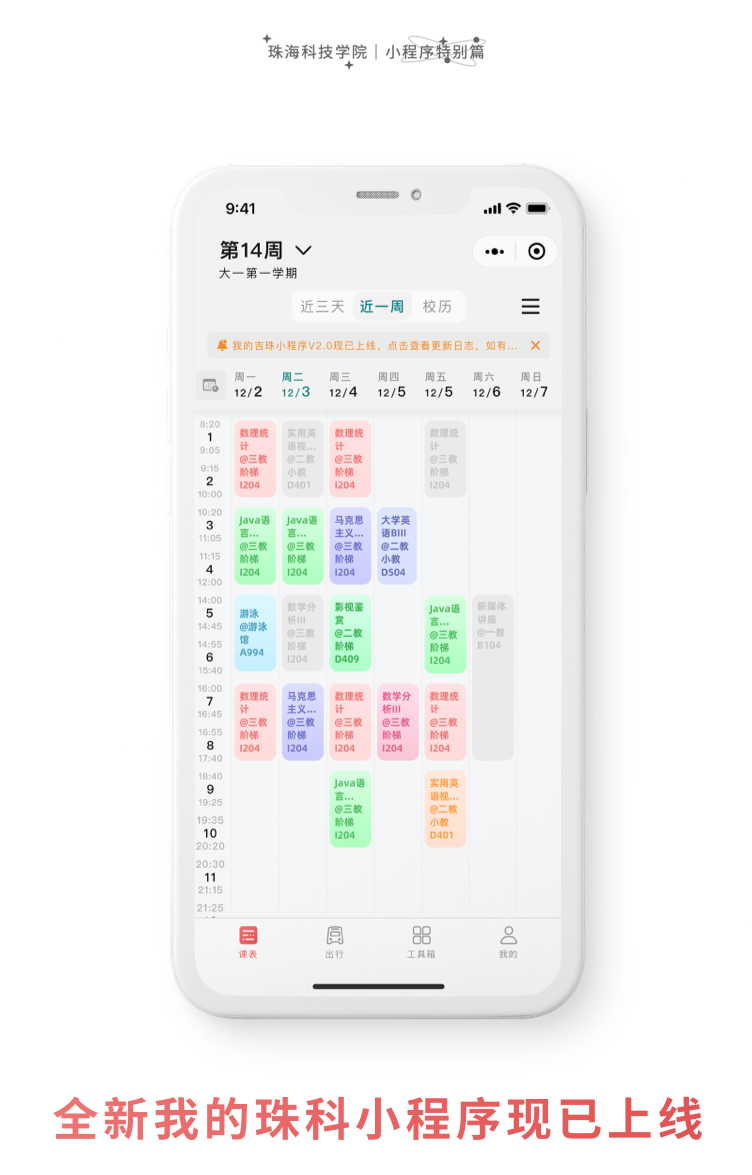 珠海科技学院｜小程序特别篇
9:41
第14周
大一第一学期
近三天 近一周 校历
我的吉珠小程序V2.0现已上线，点击查看更新日志，如有...
周一 周二 周三 周四 周五 周六 周日
12/2 12/3 12/4 12/5 12/5 12/6 12/7
8:20
1
9:05
数理统
计
@三教
阶梯
I204
实用英
语视...
@二教
小教
D401
数理统
计
@三教
阶梯
I204
数理统
计
@三教
阶梯
I204
9:15
2
10:00
10:20
3
11:05
Java语
言...
@三教
阶梯
I204
Java语
言...
@三教
阶梯
I204
马克思
主义...
@三教
阶梯
I204
大学英
语BIII
@二教
小教
D504
11:15
4
12:00
14:00
5
14:45
游泳
@游泳
馆
A994
数学分
析III
@三教
阶梯
I204
影视鉴
赏
@二教
阶梯
D409
Java语
言...
@三教
阶梯
I204
新媒体
讲座
@一教
B104
14:55
6
15:40
16:00
7
16:45
数理统
计
@三教
阶梯
I204
马克思
主义...
@三教
阶梯
I204
数理统
计
@三教
阶梯
I204
数学分
析III
@三教
阶梯
I204
数理统
计
@三教
阶梯
I204
16:55
8
17:40
18:40
9
19:25
Java语
言...
@三教
阶梯
I204
实用英
语视...
@二教
小教
D401
19:35
10
20:20
20:30
11
21:15
21:25
课表 出行 工具箱 我的
全新我的珠科小程序现已上线